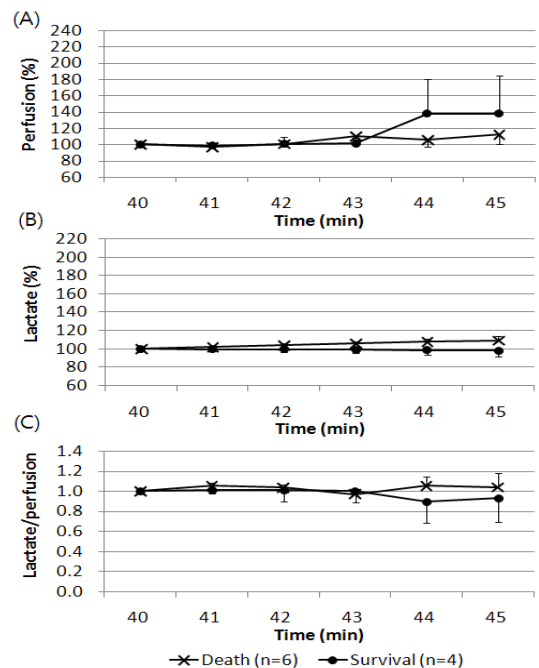 (A)
Perfusion (%)
240
220
200
180
160
140
120
100
80
60
40 41 42 43 44 45
Time (min)
(B)
Lactate (%)
220
200
180
160
140
120
100
80
60
40 41 42 43 44 45
Time (min)
(C)
Lactate/perfusion
1.4
1.2
1.0
0.8
0.6
0.4
0.2
0.0
40 41 42 43 44 45
Time (min)
Death (n=6) Survival (n=4)